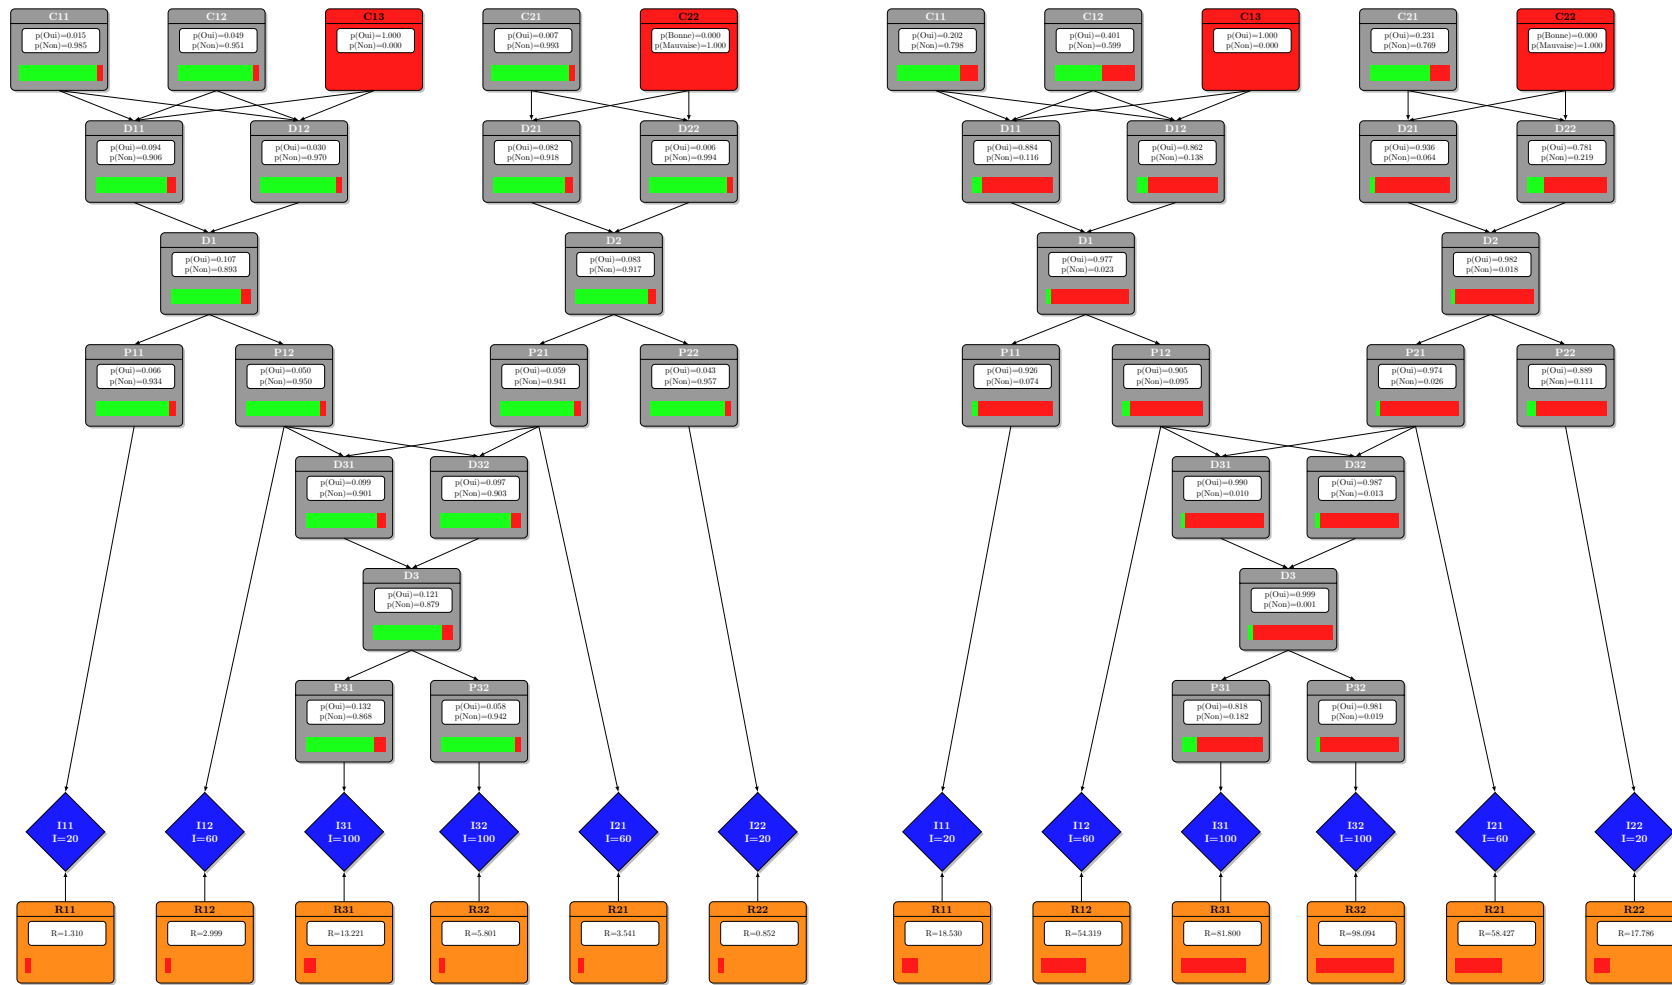 C11
p(Oui)=0.015
p(Non)=0.985
C12
p(Oui)=0.049
p(Non)=0.951
C13
p(Oui)=1.000
p(Non)=0.000
C21
p(Oui)=0.007
p(Non)=0.993
C22
p(Bonne)=0.000
p(Mauvaise)=1.000
D11
p(Oui)=0.094
p(Non)=0.906
D12
p(Oui)=0.030
p(Non)=0.970
D21
p(Oui)=0.082
p(Non)=0.918
D22
p(Oui)=0.006
p(Non)=0.994
D1
p(Oui)=0.107
p(Non)=0.893
D2
p(Oui)=0.083
p(Non)=0.917
P11
p(Oui)=0.066
p(Non)=0.934
P12
p(Oui)=0.050
p(Non)=0.950
P21
p(Oui)=0.059
p(Non)=0.941
P22
p(Oui)=0.043
p(Non)=0.957
D31
p(Oui)=0.099
p(Non)=0.901
D32
p(Oui)=0.097
p(Non)=0.903
D3
p(Oui)=0.121
p(Non)=0.879
P31
p(Oui)=0.132
p(Non)=0.868
P32
p(Oui)=0.058
p(Non)=0.942
I11
I=20
I12
I=60
I31
I=100
I32
I=100
I21
I=60
I22
I=20
R11
R=1.310
R12
R=2.999
R31
R=13.221
R32
R=5.801
R21
R=3.541
R22
R=0.852
C11
p(Oui)=0.202
p(Non)=0.798
C12
p(Oui)=0.401
p(Non)=0.599
C13
p(Oui)=1.000
p(Non)=0.000
C21
p(Oui)=0.231
p(Non)=0.769
C22
p(Bonne)=0.000
p(Mauvaise)=1.000
D11
p(Oui)=0.884
p(Non)=0.116
D12
p(Oui)=0.862
p(Non)=0.138
D21
p(Oui)=0.936
p(Non)=0.064
D22
p(Oui)=0.781
p(Non)=0.219
D1
p(Oui)=0.977
p(Non)=0.023
D2
p(Oui)=0.982
p(Non)=0.018
P11
p(Oui)=0.926
p(Non)=0.074
P12
p(Oui)=0.905
p(Non)=0.095
P21
p(Oui)=0.974
p(Non)=0.026
P22
p(Oui)=0.889
p(Non)=0.111
D31
p(Oui)=0.990
p(Non)=0.010
D32
p(Oui)=0.987
p(Non)=0.013
D3
p(Oui)=0.999
p(Non)=0.001
P31
p(Oui)=0.818
p(Non)=0.182
P32
p(Oui)=0.981
p(Non)=0.019
I11
I=20
I12
I=60
I31
I=100
I32
I=100
I21
I=60
I22
I=20
R11
R=18.530
R12
R=54.319
R31
R=81.800
R32
R=98.094
R21
R=58.427
R22
R=17.786